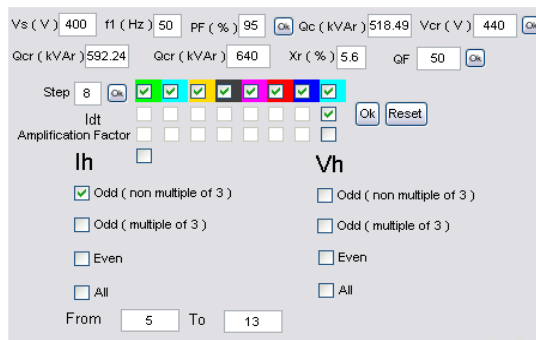 Vs ( V ) 400 f1 ( Hz ) 50 PF ( % ) 95 Ok Qc ( kVAr ) 518.49 Vcr ( V ) 440
Qcr ( kVAr ) 592.24 Qcr ( kVAr ) 640 Xr ( % ) 5.6 QF 50 Ok
Step 8 Ok
Idt Ok Reset
Amplification Factor
Ih Vh
Odd ( non multiple of 3 ) Odd ( non multiple of 3 )
Odd ( multiple of 3 ) Odd ( multiple of 3 )
Even Even
All All
From 5 To 13